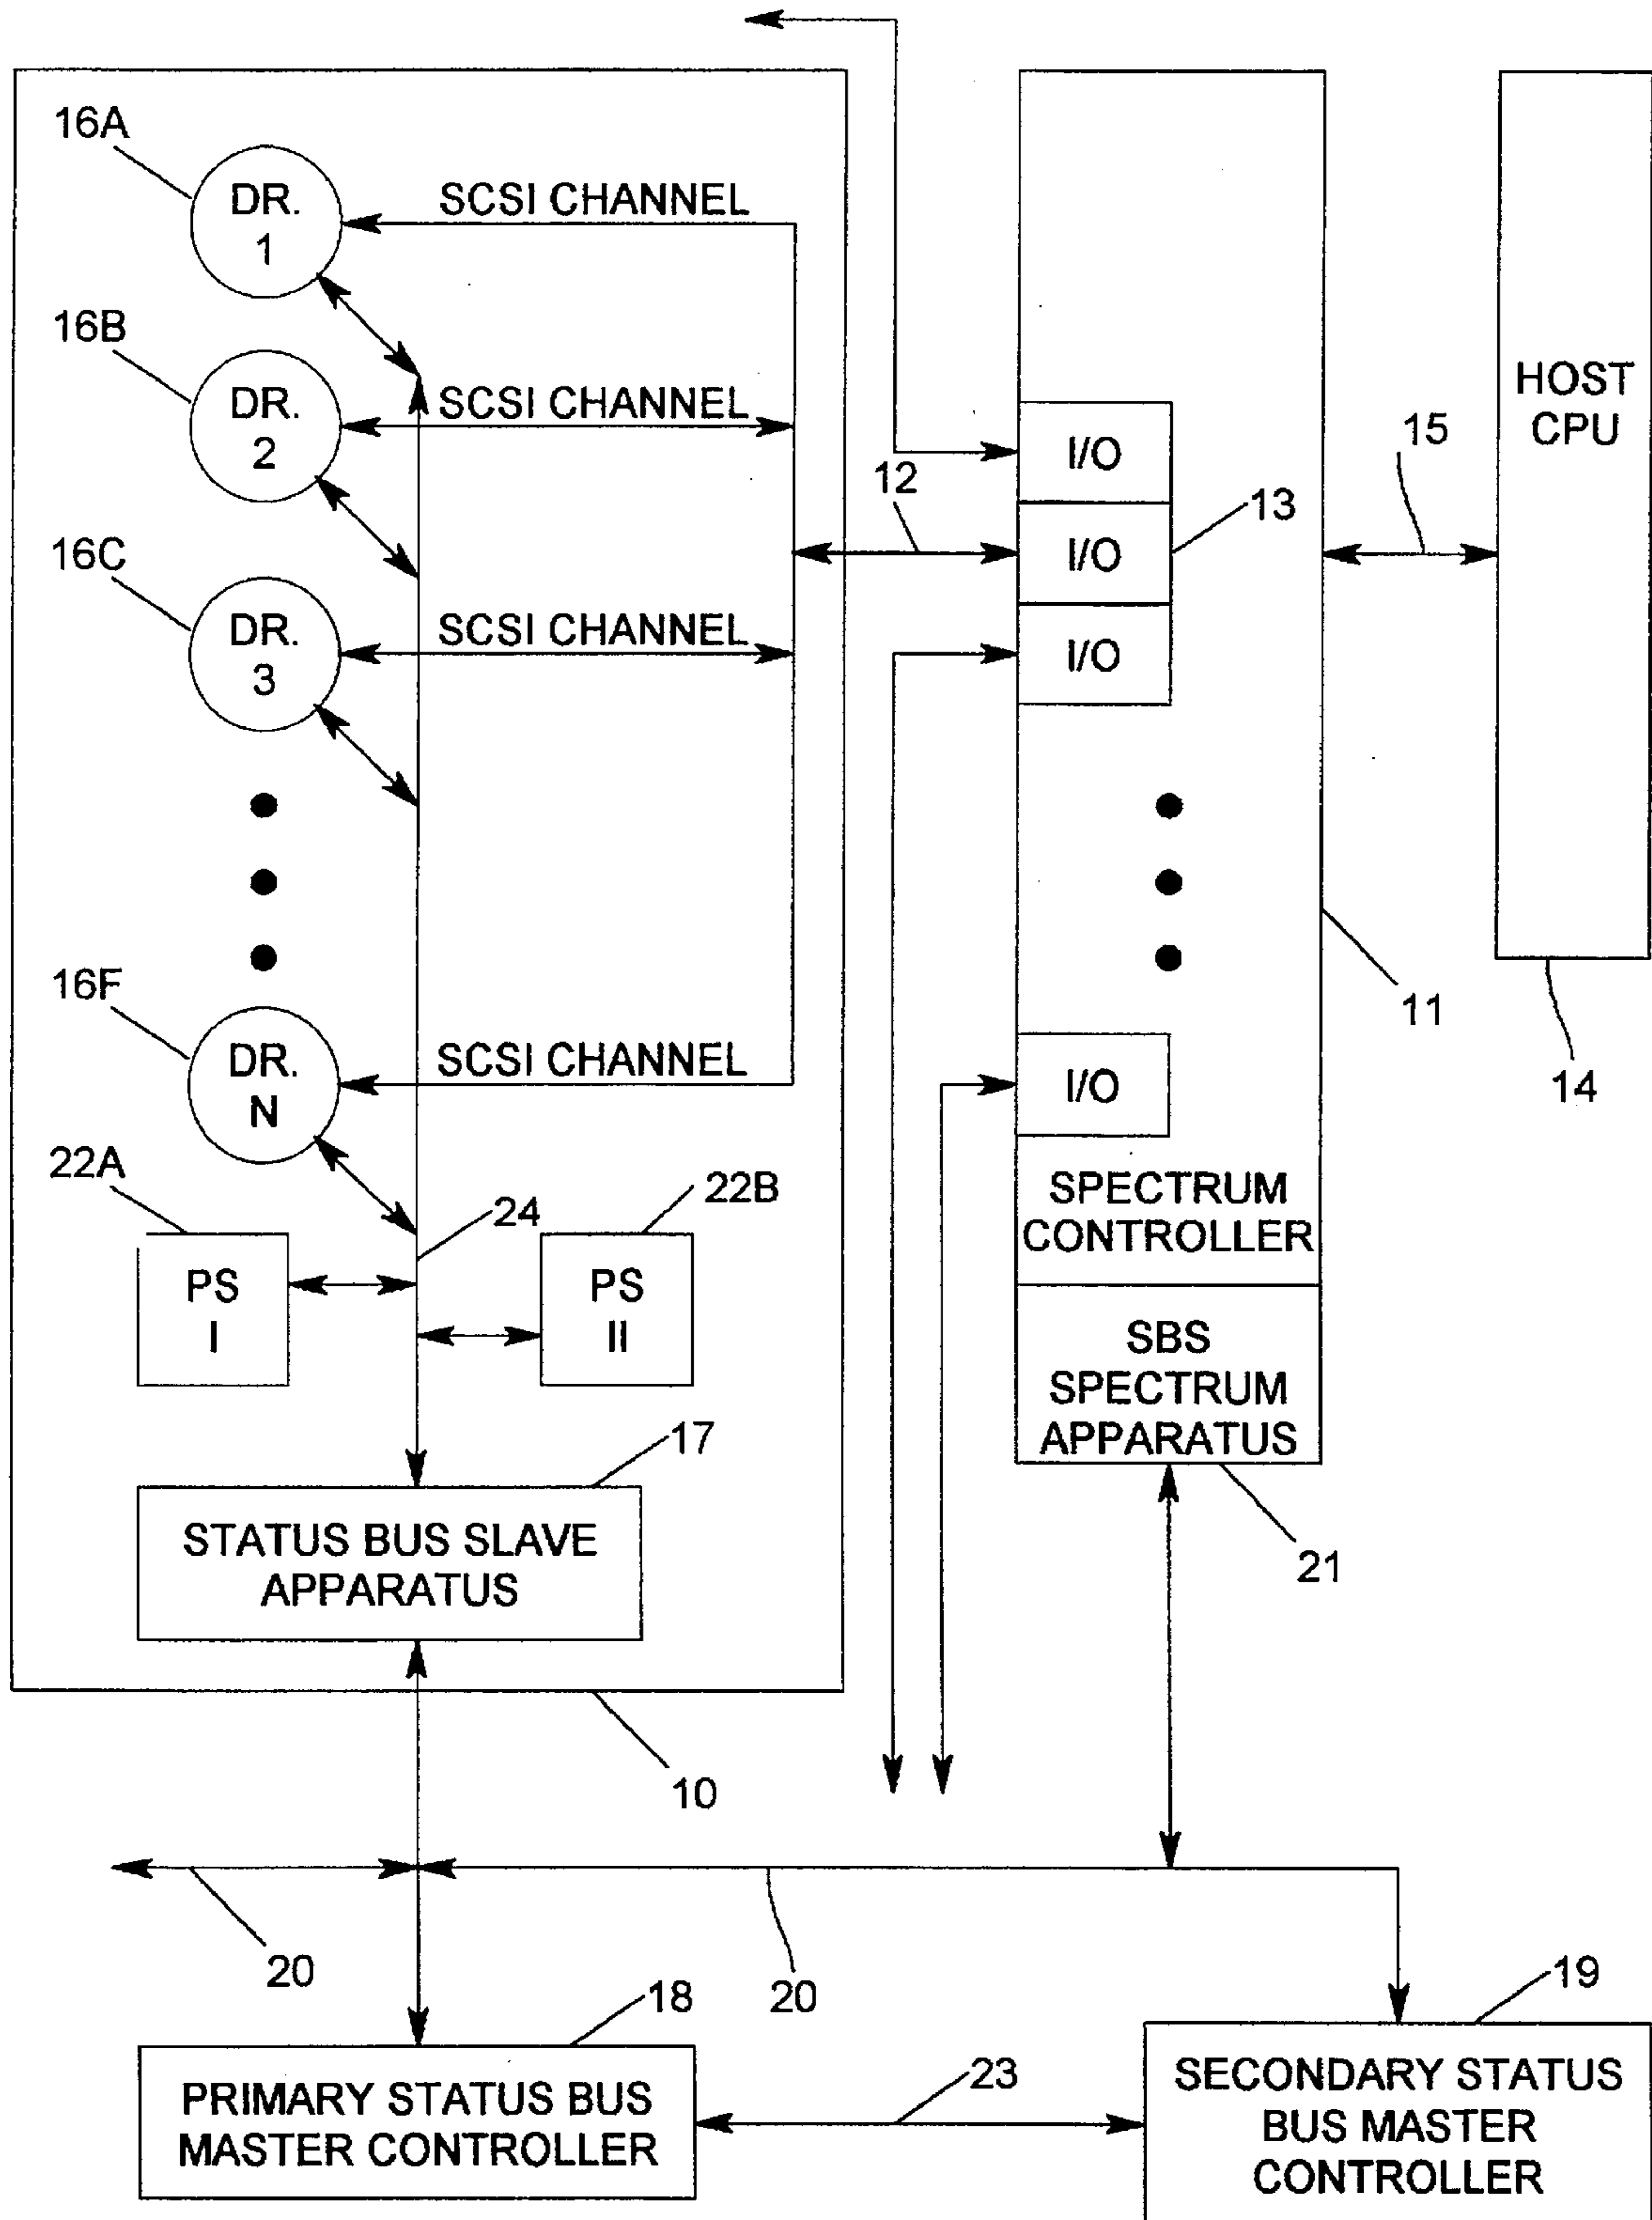 16A
DR.
1
SCSI CHANNEL
16B
DR.
2
SCSI CHANNEL
16C
DR.
3
SCSI CHANNEL
16F
DR.
N
SCSI CHANNEL
22A
PS
I
24
22B
PS
II
17
STATUS BUS SLAVE
APPARATUS
10
12
I/O
I/O
I/O
13
I/O
SPECTRUM
CONTROLLER
11
SBS
SPECTRUM
APPARATUS
21
15
HOST
CPU
14
20
20
18
PRIMARY STATUS BUS
MASTER CONTROLLER
23
19
SECONDARY STATUS
BUS MASTER
CONTROLLER